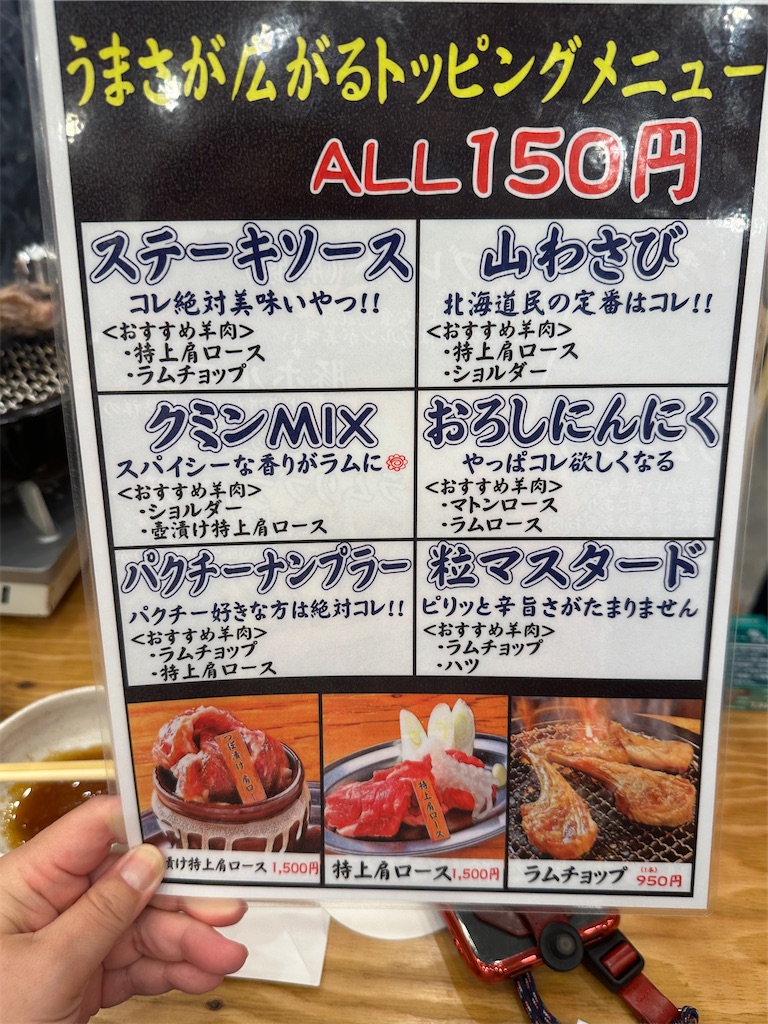 うまさが広がるトッピングメニュー
ALL150円
ステーキソース
コレ絶対美味いやつ!!
<おすすめ羊肉>
・特上肩ロース
・ラムチョップ
山わさび
北海道民の定番はコレ!!
<おすすめ羊肉>
・特上肩ロース
・ショルダー
クミンMIX
スパイシーな香りがラムに
<おすすめ羊肉>
・ショルダー
・壺漬け特上肩ロース
おろしにんにく
やっぱコレ欲しくなる
<おすすめ羊肉>
・マトンロース
・ラムロース
パクチーナンプラー
パクチー好きな方は絶対コレ!!
<おすすめ羊肉>
・ラムチョップ
・特上肩ロース
粒マスタード
ピリッと辛旨さがたまりません
<おすすめ羊肉>
・ラムチョップ
・ハツ
つぼ漬け肩ロ
特上肩ロース
漬け特上肩ロース 1,500円
特上肩ロース 1,500円
ラムチョップ (1本) 950円